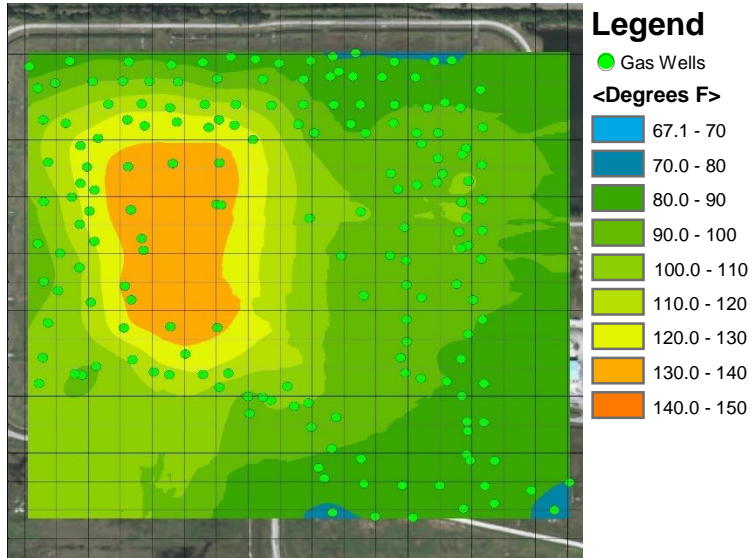 Legend
Gas Wells
<Degrees F>
67.1 - 70
70.0 - 80
80.0 - 90
90.0 - 100
100.0 - 110
110.0 - 120
120.0 - 130
130.0 - 140
140.0 - 150